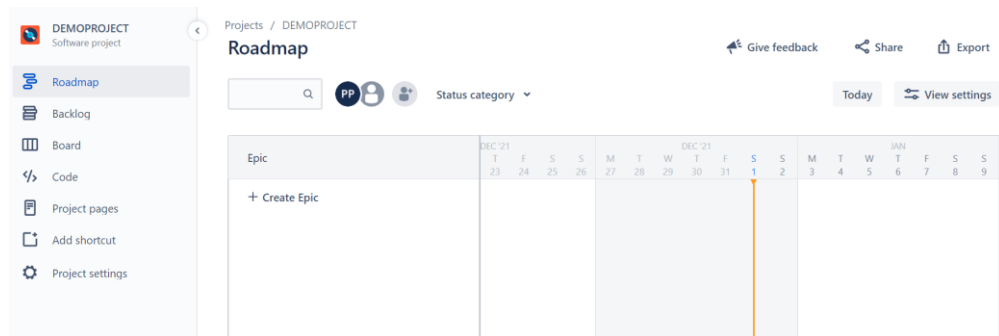 DEMOPROJECT
Software project
Roadmap
Backlog
Board
Code
Project pages
Add shortcut
Project settings
Projects / DEMOPROJECT
Roadmap
Give feedback
Share
Export
PP
Status category
Today
View settings
Epic
DEC '21 DEC '21 JAN
T F S S M T W T F S S M T W T F S S
23 24 25 26 27 28 29 30 31 1 2 3 4 5 6 7 8 9
+ Create Epic